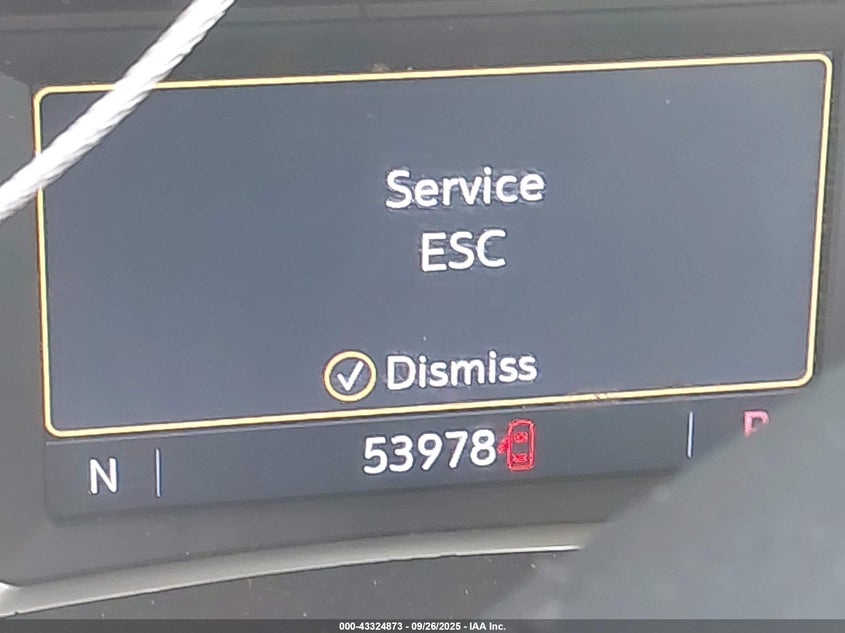 Service
ESC
Dismiss
N
53978
000-43324873 - 09/26/2025 - IAA Inc.